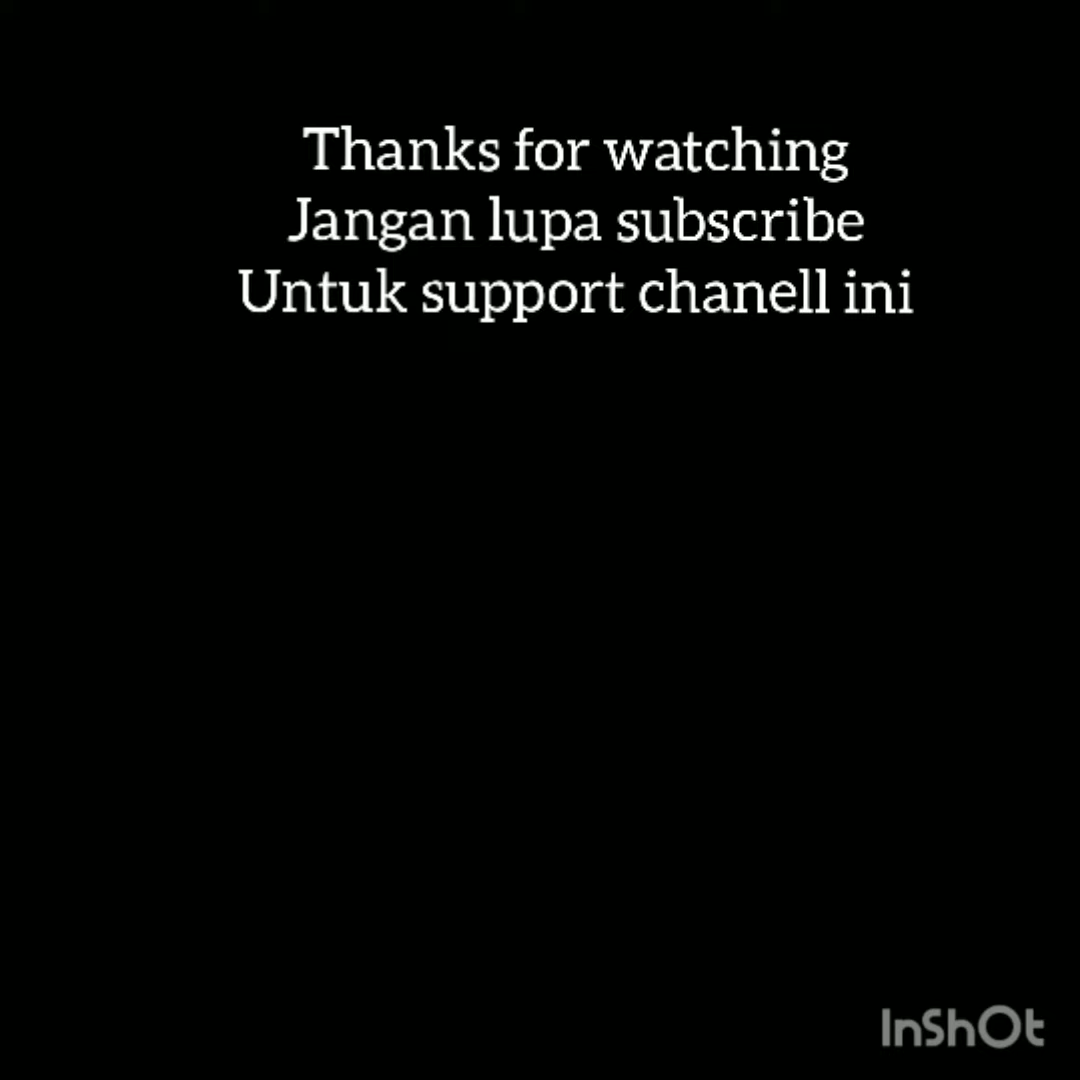 Thanks for watching
Jangan lupa subscribe
Untuk support chanell ini
InShOt